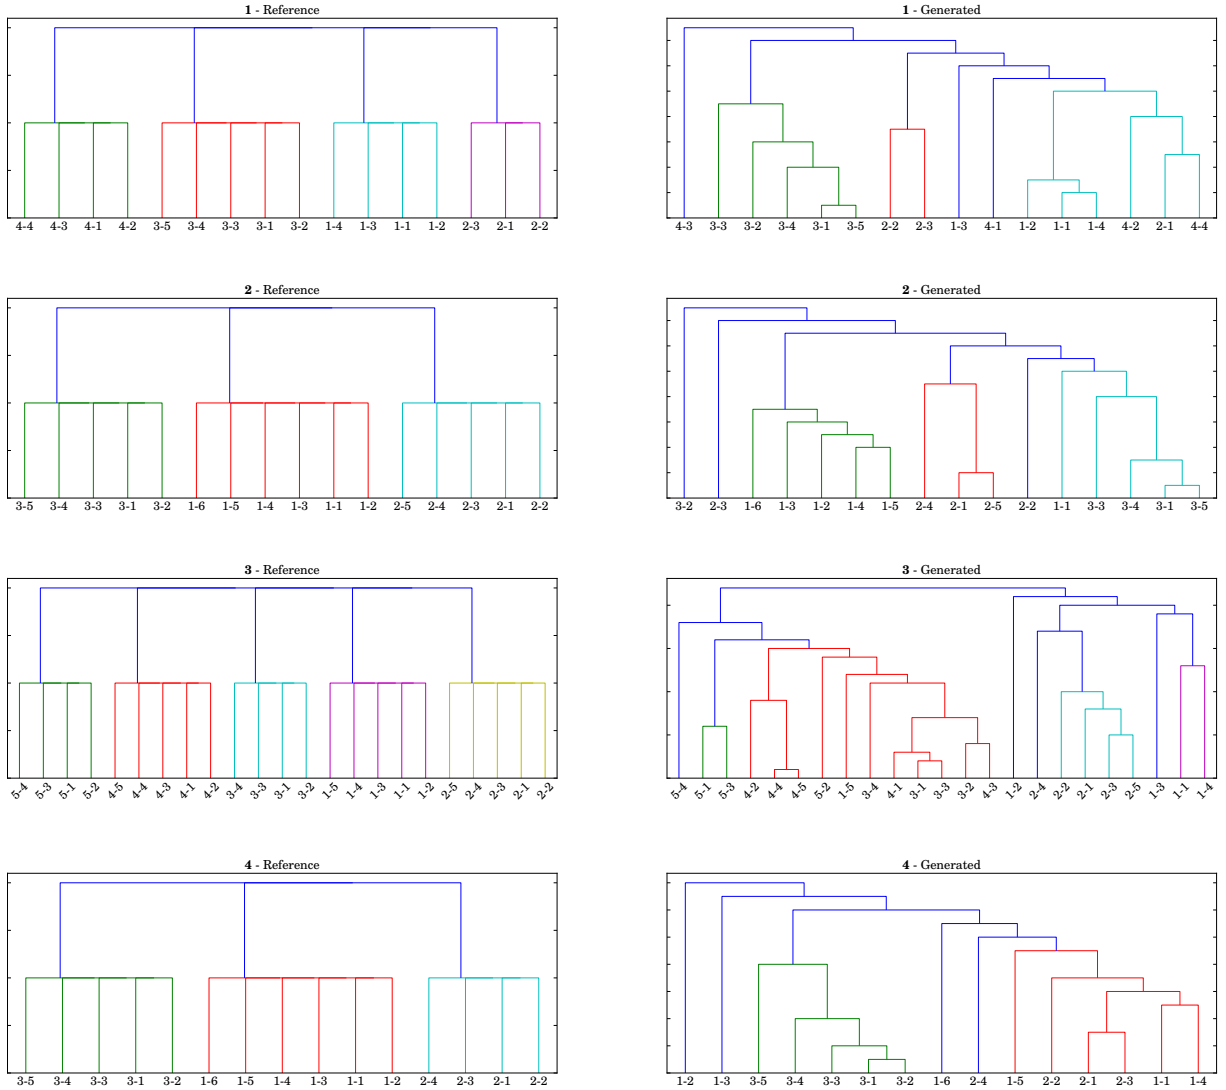 1 - Reference
4-4 4-3 4-1 4-2 3-5 3-4 3-3 3-1 3-2 1-4 1-3 1-1 1-2 2-3 2-1 2-2
1 - Generated
4-3 3-3 3-2 3-4 3-1 3-5 2-2 2-3 1-3 4-1 1-2 1-1 1-4 4-2 2-1 4-4
2 - Reference
3-5 3-4 3-3 3-1 3-2 1-6 1-5 1-4 1-3 1-1 1-2 2-5 2-4 2-3 2-1 2-2
2 - Generated
3-2 2-3 1-6 1-3 1-2 1-4 1-5 2-4 2-1 2-5 2-2 1-1 3-3 3-4 3-1 3-5
3 - Reference
5-4 5-3 5-1 5-2 4-5 4-4 4-3 4-1 4-2 3-4 3-3 3-1 3-2 1-5 1-4 1-3 1-1 1-2 2-5 2-4 2-3 2-1 2-2
3 - Generated
5-4 5-1 5-3 4-2 4-4 4-5 5-2 1-5 3-4 4-1 3-1 3-3 3-2 4-3 1-2 2-4 2-2 2-1 2-3 2-5 1-3 1-1 1-4
4 - Reference
3-5 3-4 3-3 3-1 3-2 1-6 1-5 1-4 1-3 1-1 1-2 2-4 2-3 2-1 2-2
4 - Generated
1-2 1-3 3-5 3-4 3-3 3-1 3-2 1-6 2-4 1-5 2-2 2-1 2-3 1-1 1-4